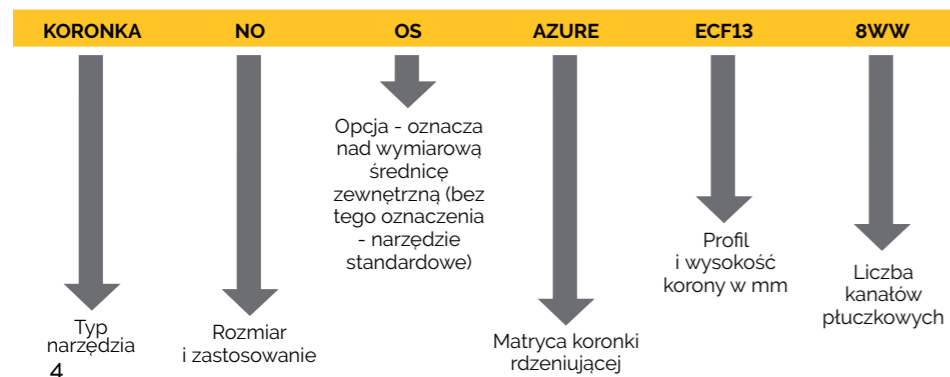 KORONKA NO OS AZURE ECF13 8WW
Opcja - oznacza
nad wymiarową
średnicę
zewnętrzną (bez
tego oznaczenia
- narzędzie
standardowe)
Profil
i wysokość
korony w mm
Liczba
kanałów
płuczkowych
Typ
narzędzia
Rozmiar
i zastosowanie
Matryca koronki
rdzeniującej
4